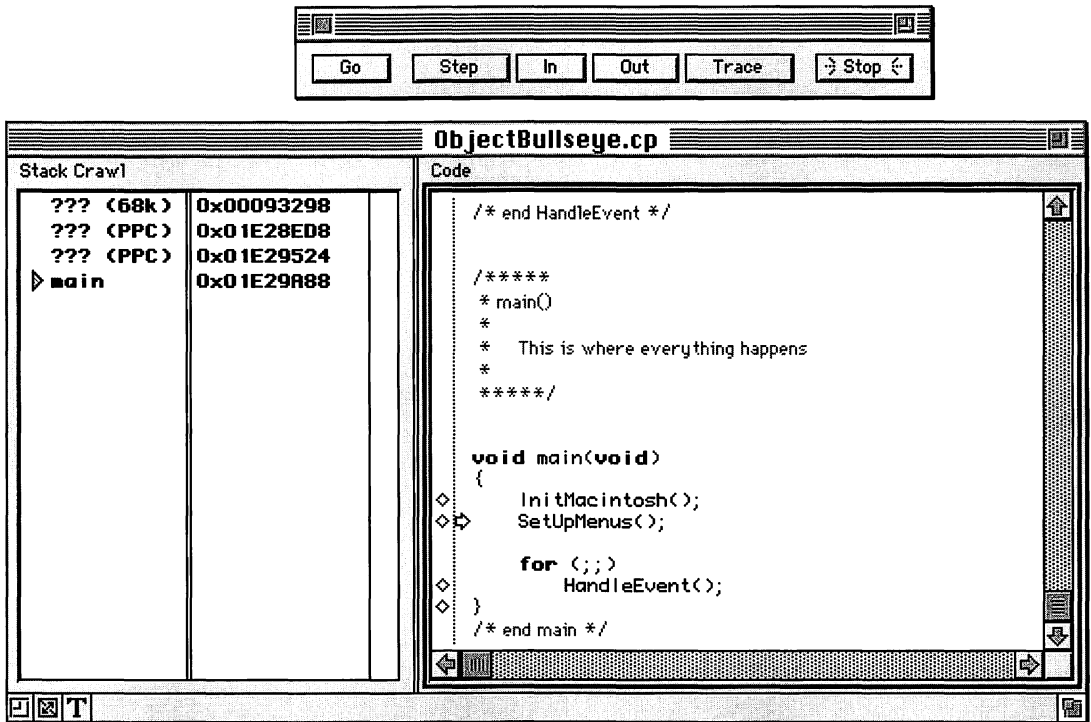 Go Step In Out Trace Stop
ObjectBullseye.cp
Stack Crawl
??? (68k) 0x00093298
??? (PPC) 0x01E28ED8
??? (PPC) 0x01E29524
main 0x01E29A88
Code
/* end HandleEvent */
/*****
* main()
*
* This is where everything happens
*
*****/
void main(void)
{
InitMacintosh();
SetUpMenus();
for (;;)
HandleEvent();
}
/* end main */
T